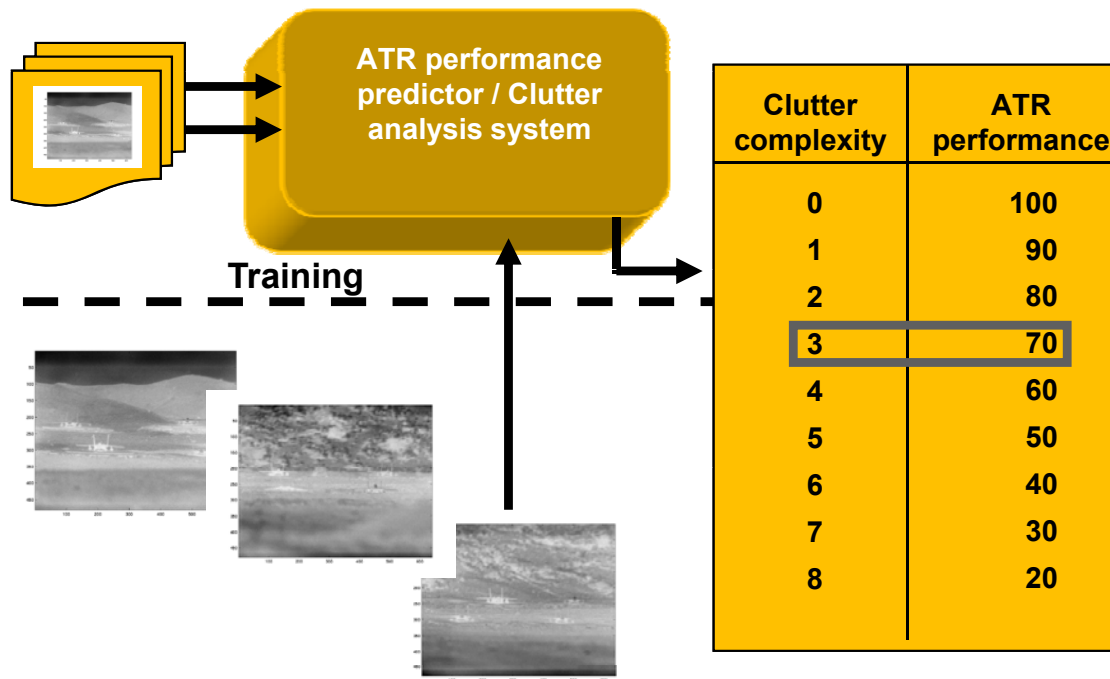 ATR performance
predictor / Clutter
analysis system
Training
Clutter complexity ATR performance
0 100
1 90
2 80
3 70
4 60
5 50
6 40
7 30
8 20